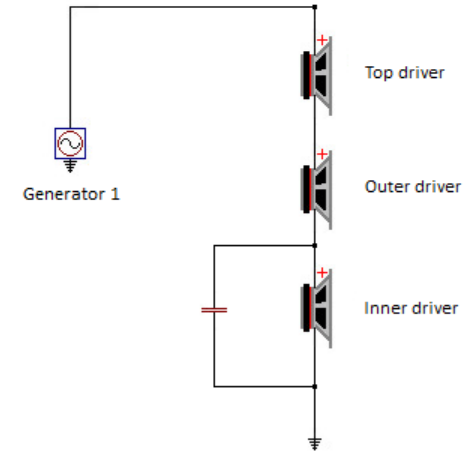 +
Top driver
+
Outer driver
Generator 1
+
Inner driver